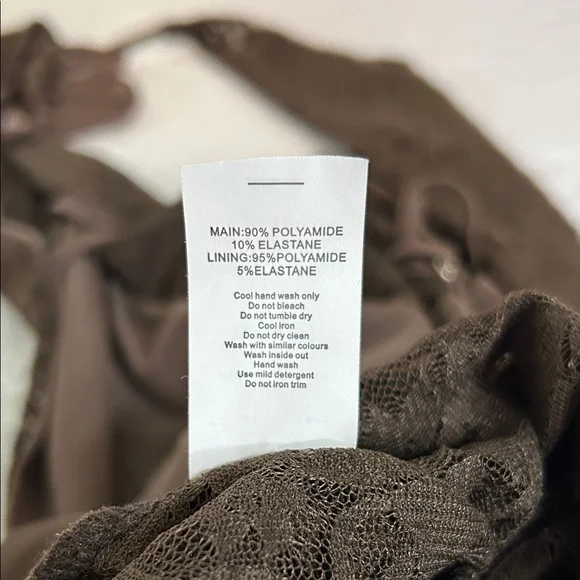 MAIN:90% POLYAMIDE
10% ELASTANE
LINING:95%POLYAMIDE
5%ELASTANE
Cool hand wash only
Do not bleach
Do not tumble dry
Cool iron
Do not dry clean
Wash with similar colours
Wash inside out
Hand wash
Use mild detergent
Do not iron trim